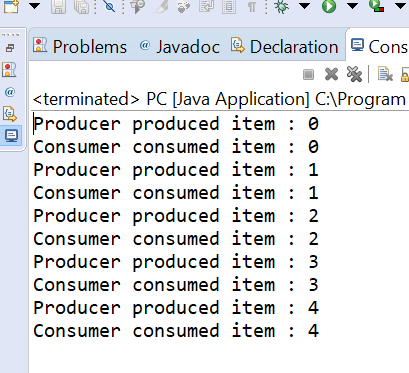 Problems @ Javadoc Declaration Cons
<terminated> PC [Java Application] C:\Program
Producer produced item : 0
Consumer consumed item : 0
Producer produced item : 1
Consumer consumed item : 1
Producer produced item : 2
Consumer consumed item : 2
Producer produced item : 3
Consumer consumed item : 3
Producer produced item : 4
Consumer consumed item : 4